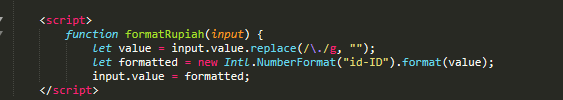 <script>
function formatRupiah(input) {
let value = input.value.replace(/\./g, "");
let formatted = new Intl.NumberFormat("id-ID").format(value);
input.value = formatted;
</script>